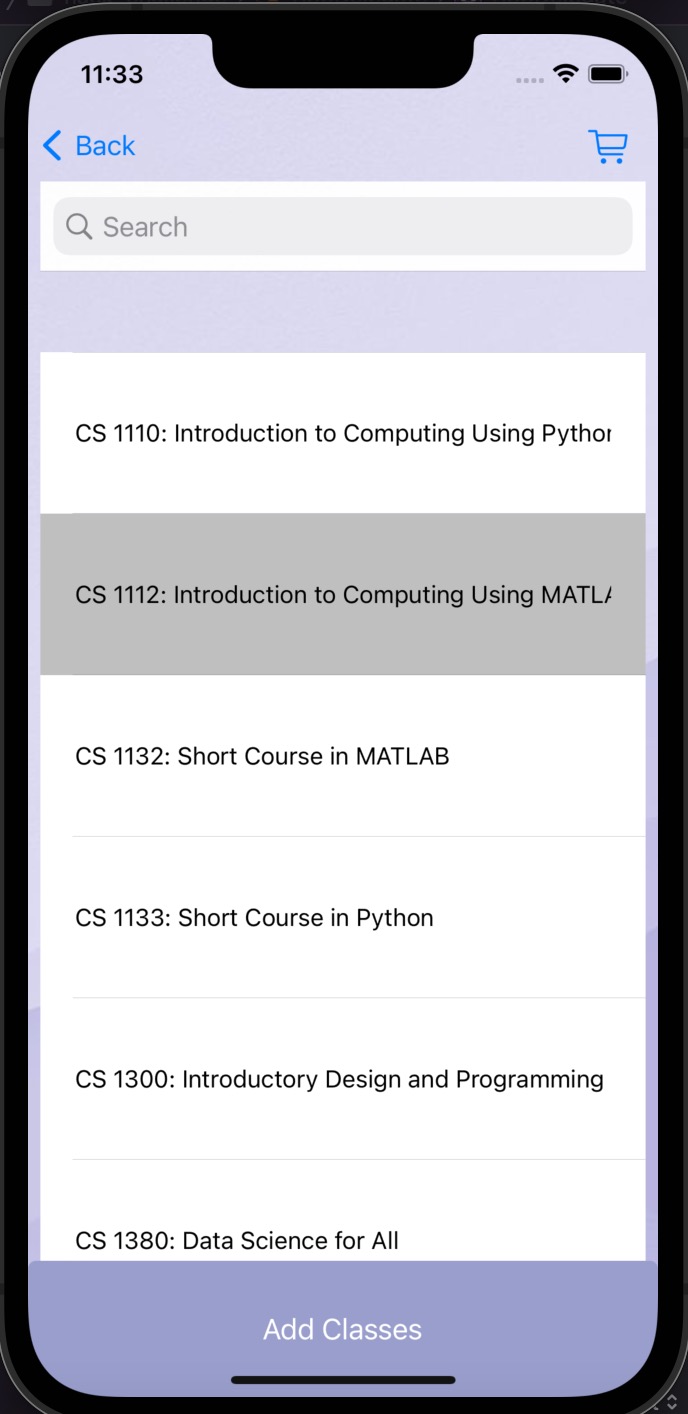 11:33
Back
Search
CS 1110: Introduction to Computing Using Python
CS 1112: Introduction to Computing Using MATLA
CS 1132: Short Course in MATLAB
CS 1133: Short Course in Python
CS 1300: Introductory Design and Programming
CS 1380: Data Science for All
Add Classes